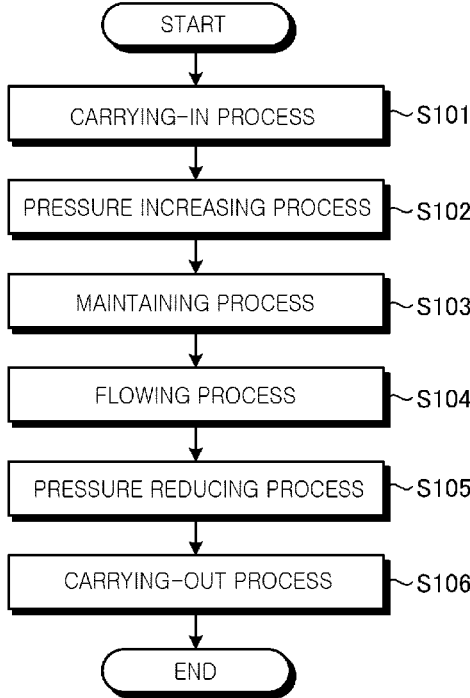 START
CARRYING-IN PROCESS
S101
PRESSURE INCREASING PROCESS
S102
MAINTAINING PROCESS
S103
FLOWING PROCESS
S104
PRESSURE REDUCING PROCESS
S105
CARRYING-OUT PROCESS
S106
END